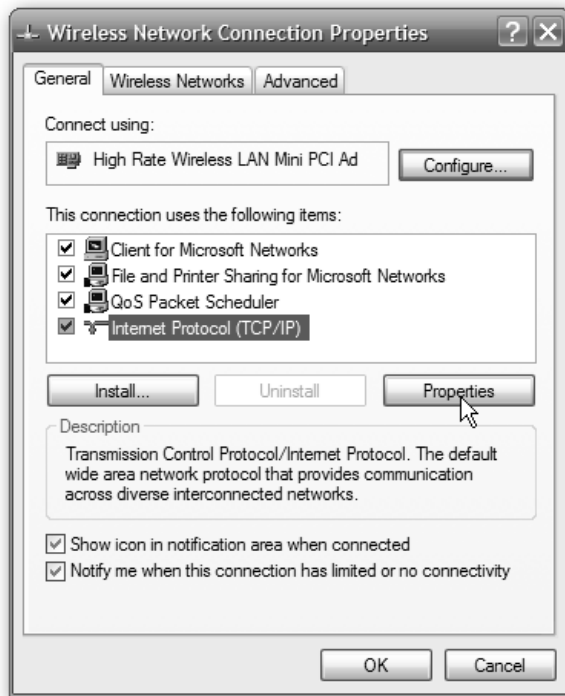 Wireless Network Connection Properties
General Wireless Networks Advanced
Connect using:
High Rate Wireless LAN Mini PCI Ad
Configure...
This connection uses the following items:
Client for Microsoft Networks
File and Printer Sharing for Microsoft Networks
QoS Packet Scheduler
Internet Protocol (TCP/IP)
Install... Uninstall Properties
Description
Transmission Control Protocol/Internet Protocol. The default
wide area network protocol that provides communication
across diverse interconnected networks.
Show icon in notification area when connected
Notify me when this connection has limited or no connectivity
OK Cancel